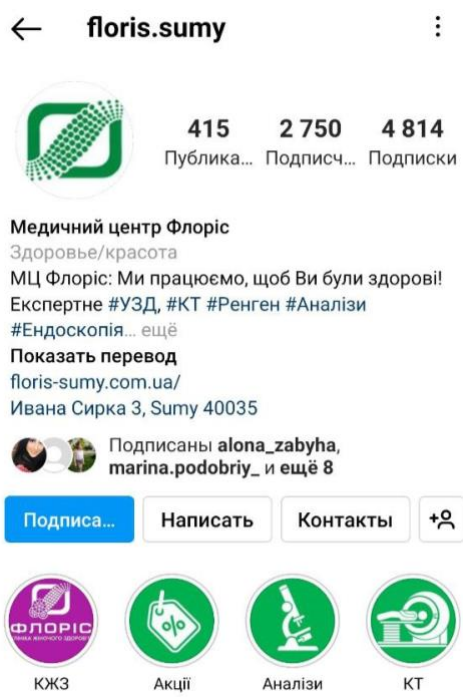 floris.sumy
415 2 750 4 814
Публика... Подписч... Подписки
Медичний центр Флоріс
Здоровье/красота
МЦ Флоріс: Ми працюємо, щоб Ви були здорові!
Експертне #УЗД, #КТ #Ренген #Аналізи
#Ендоскопія... ещё
Показать перевод
floris-sumy.com.ua/
Ивана Сирка 3, Sumy 40035
Подписаны alona_zabyha,
marina.podobriy_ и ещё 8
Подписа... Написать Контакты
ФЛОРІС
%
КЖЗ Акції Аналізи КТ